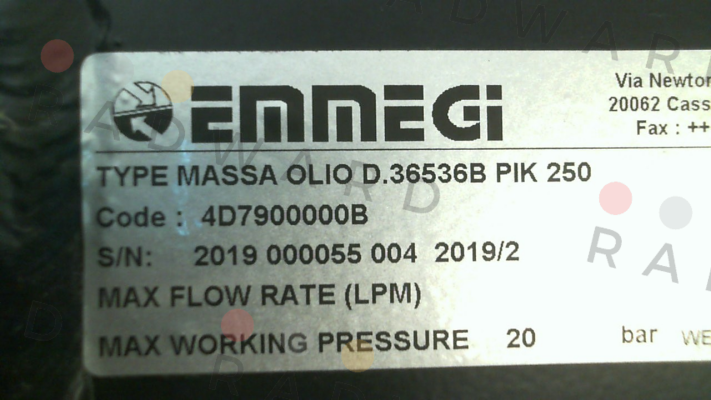 EMMEGi
Via Newton
20062 Cass
Fax : ++
TYPE MASSA OLIO D.36536B PIK 250
Code : 4D7900000B
S/N: 2019 000055 004 2019/2
MAX FLOW RATE (LPM)
MAX WORKING PRESSURE 20 bar WE